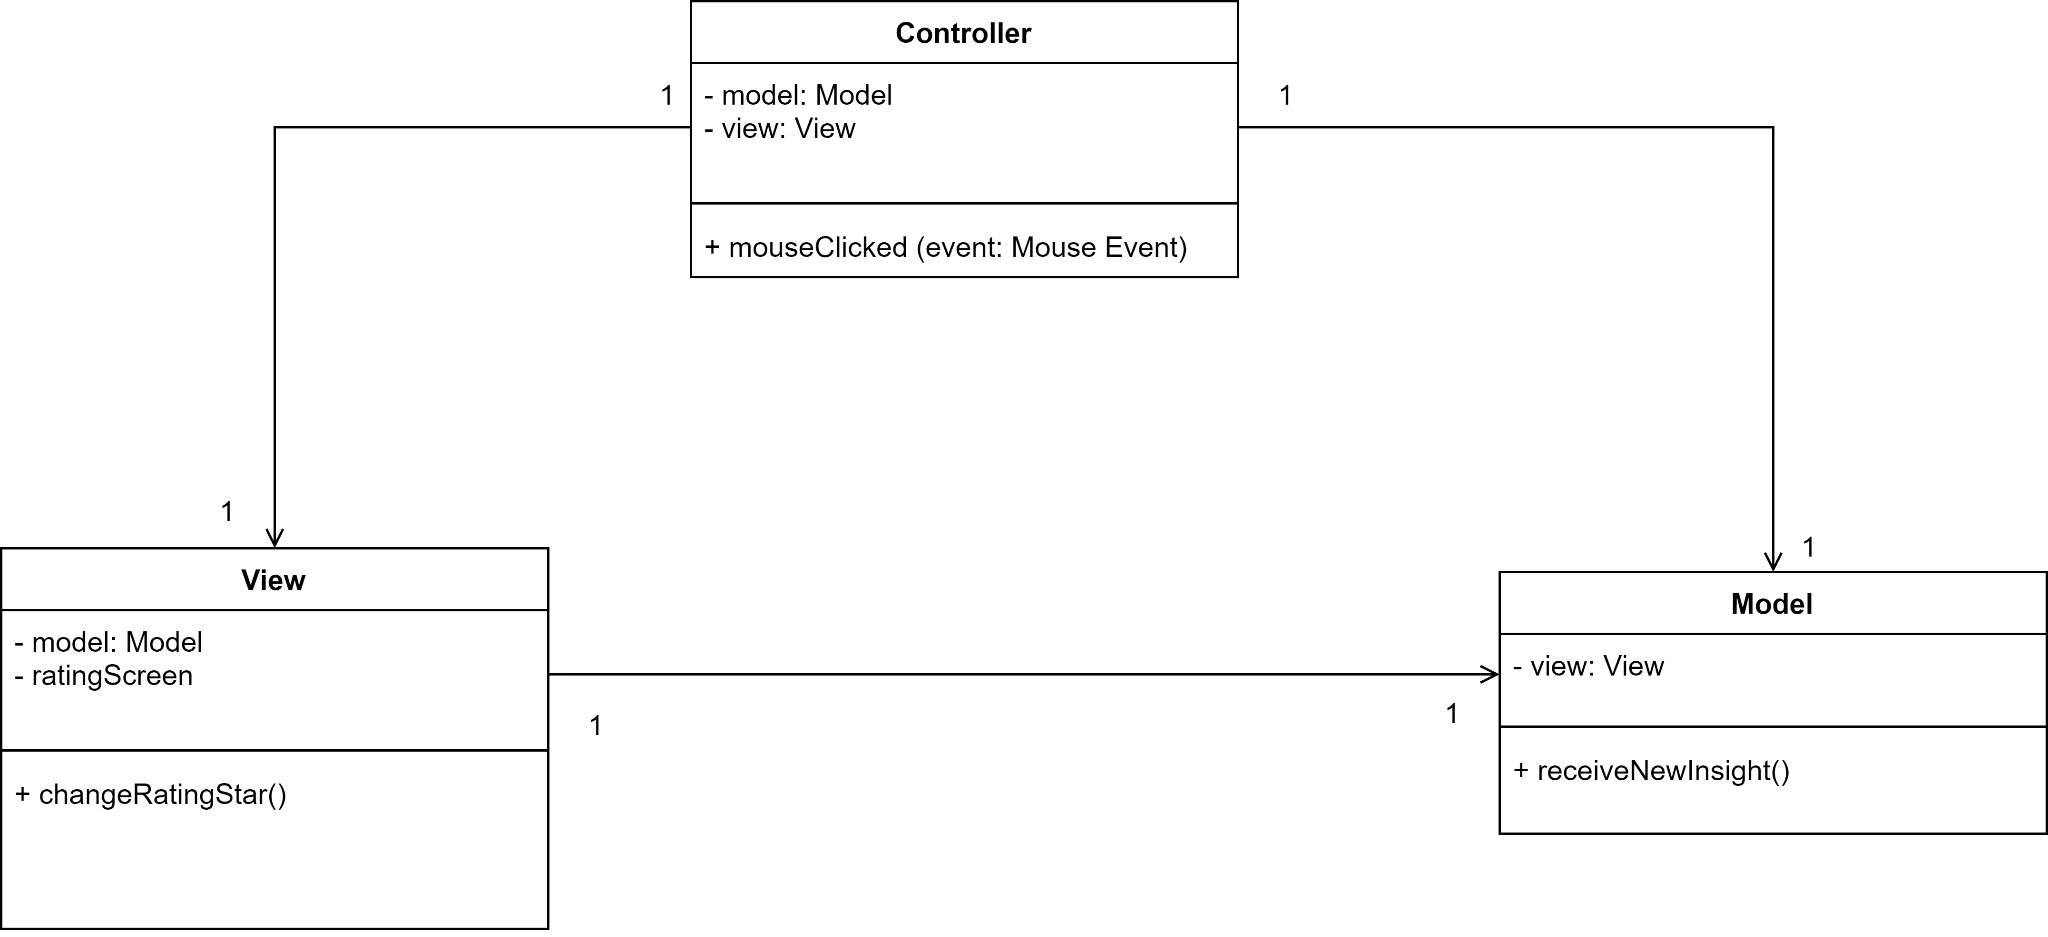 Controller
1
- model: Model
1
- view: View
+ mouseClicked (event: Mouse Event)
1
1
View
- model: Model
- ratingScreen
1
+ changeRatingStar()
Model
- view: View
1
+ receiveNewInsight()